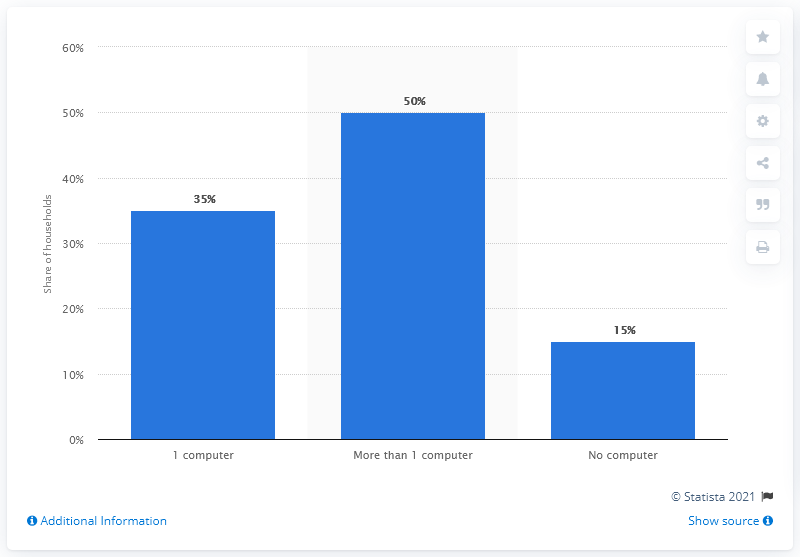 60%
50%
40%
30%
20%
10%
0%
Share of households
35%
50%
15%
1 computer
More than 1 computer
No computer
© Statista 2021
Additional Information
Show source